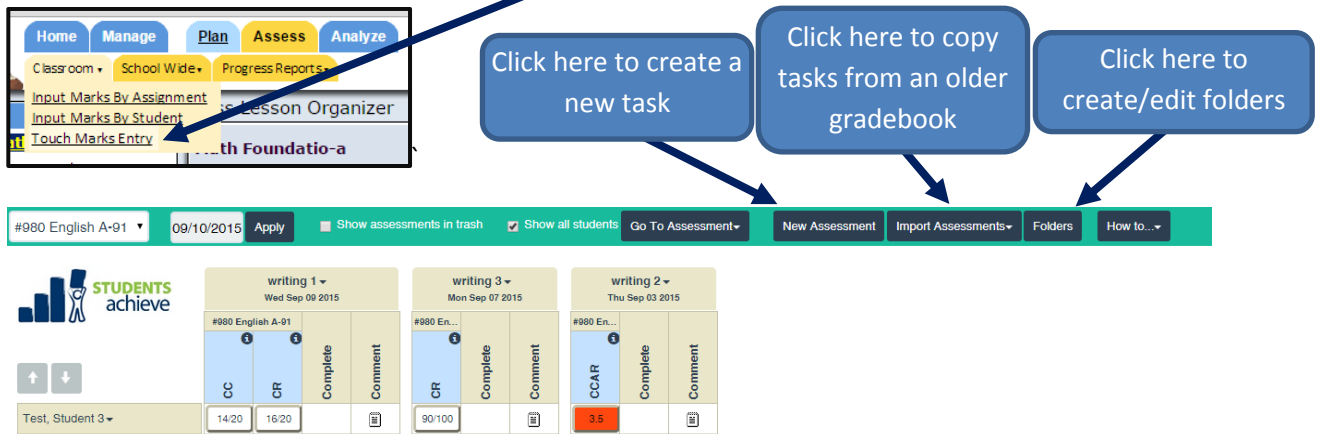 Home Manage Plan Assess Analyze
Classroom School Wide Progress Reports
Input Marks By Assignment
Input Marks By Student
Touch Marks Entry
Lesson Organizer
Math Foundatio-a
Click here to create a
new task
Click here to copy
tasks from an older
gradebook
Click here to
create/edit folders
#980 English A-91 09/10/2015 Apply Show assessments in trash Show all students Go To Assessment New Assessment Import Assessments Folders How to...
STUDENTS
achieve
writing 1 writing 3 writing 2
Wed Sep 09 2015 Mon Sep 07 2015 Thu Sep 03 2015
#980 English A-91 #980 En... #980 En...
CC CR Complete Comment CR Complete Comment CCAR Complete Comment
Test, Student 3 14/20 16/20 90/100 3.5